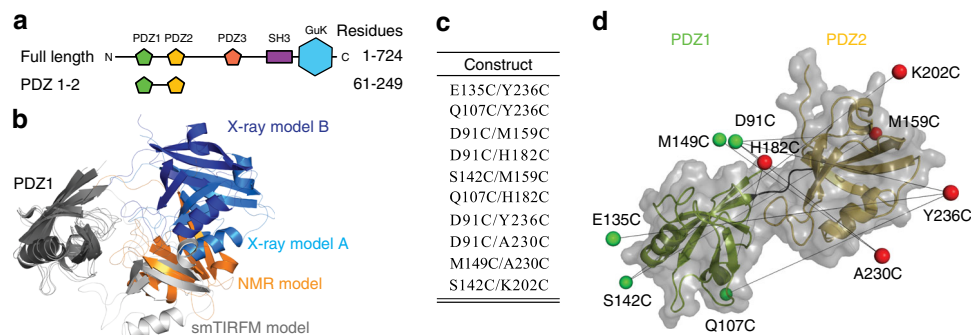 a
PDZ1 PDZ2 PDZ3 SH3 GuK Residues
Full length N C 1-724
PDZ 1-2 61-249
b
X-ray model B
PDZ1
X-ray model A
NMR model
smTIRFM model
c
Construct
E135C/Y236C
Q107C/Y236C
D91C/M159C
D91C/H182C
S142C/M159C
Q107C/H182C
D91C/Y236C
D91C/A230C
M149C/A230C
S142C/K202C
d
PDZ1 PDZ2
K202C
D91C M159C
M149C H182C
E135C Y236C
A230C
S142C
Q107C